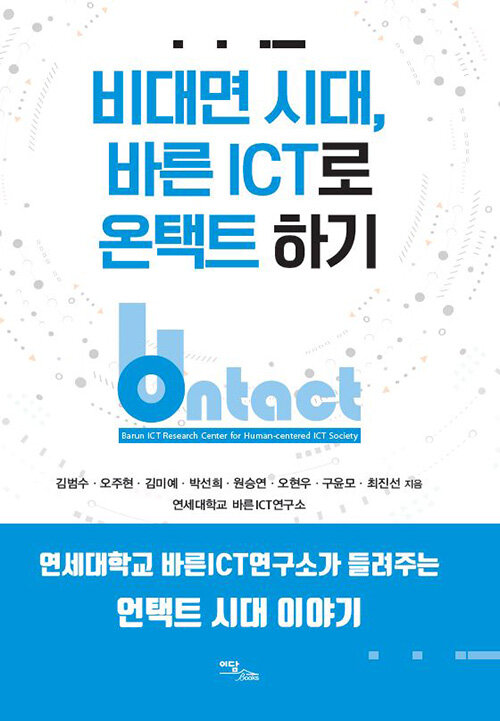 비대면 시대,
바른 ICT로
온택트 하기
Ontact
Barun ICT Research Center for Human-centered ICT Society
김범수 · 오주현 · 김미예 · 박선희 · 원승연 · 오현우 · 구윤모 · 최진선 지음
연세대학교 바른ICT연구소
연세대학교 바른ICT연구소가 들려주는
언택트 시대 이야기
이담
Books